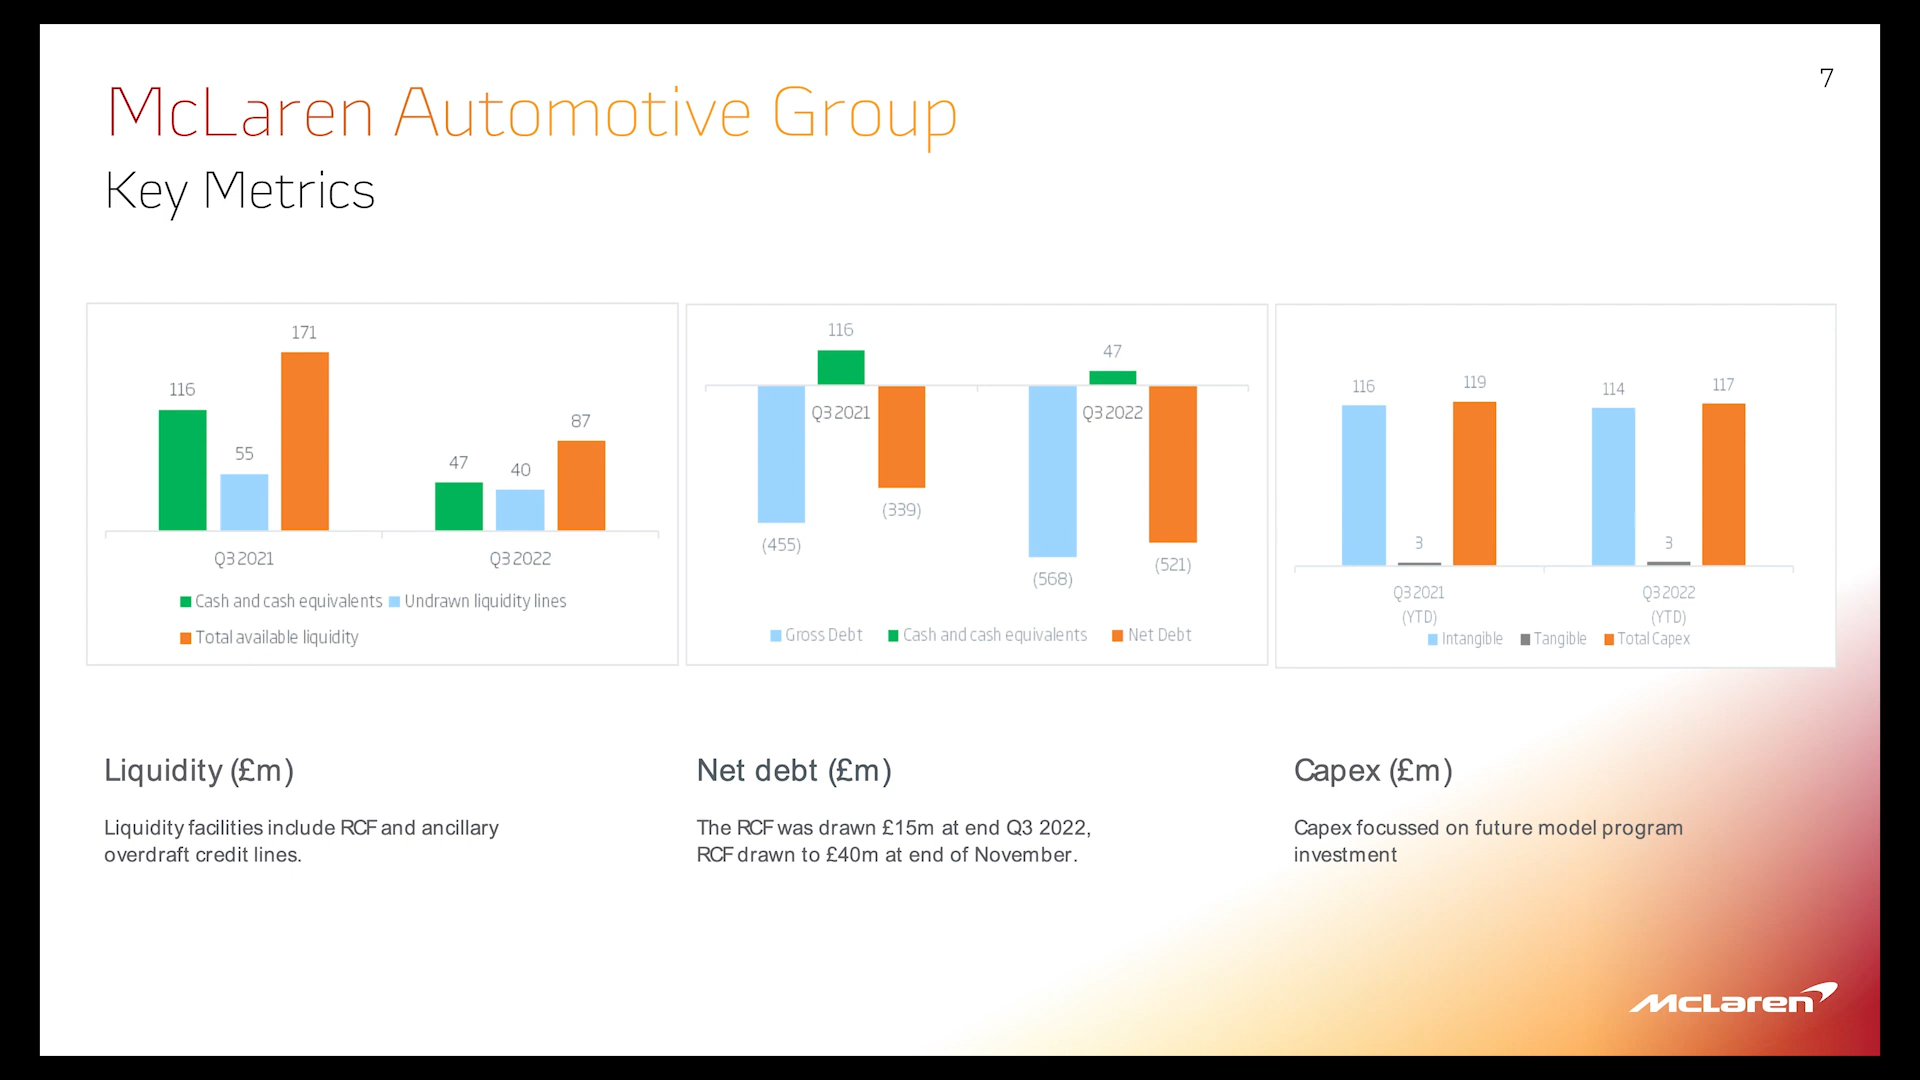 7
McLaren Automotive Group
Key Metrics
171
116
55
87
47
40
Q3 2021
Q3 2022
Cash and cash equivalents
Undrawn liquidity lines
Total available liquidity
116
47
Q3 2021
Q3 2022
(339)
(455)
(521)
(568)
Gross Debt
Cash and cash equivalents
Net Debt
116
119
114
117
3
3
Q3 2021
(YTD)
Q3 2022
(YTD)
Intangible
Tangible
Total Capex
Liquidity (£m)
Liquidity facilities include RCF and ancillary
overdraft credit lines.
Net debt (£m)
The RCF was drawn £15m at end Q3 2022,
RCF drawn to £40m at end of November.
Capex (£m)
Capex focussed on future model program
investment
McLaren